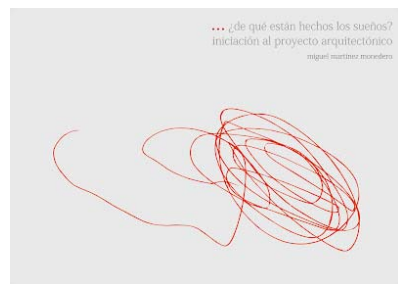 ... ¿de qué están hechos los sueños?
iniciación al proyecto arquitectónico
miguel martínez monedero